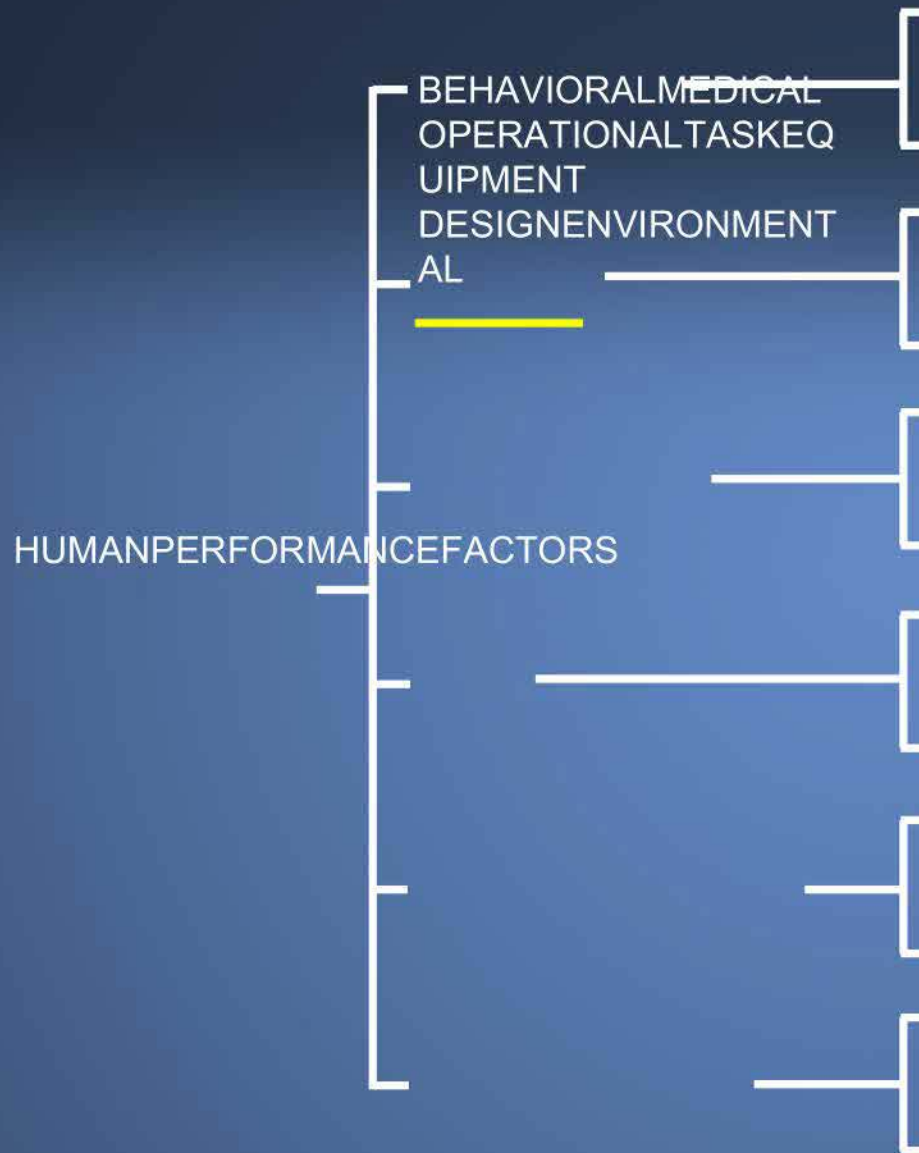 BEHAVIORALMEDICAL
OPERATIONALTASKEQ
UIPMENT
DESIGNENVIRONMENT
AL
HUMANPERFORMANCEFACTORS